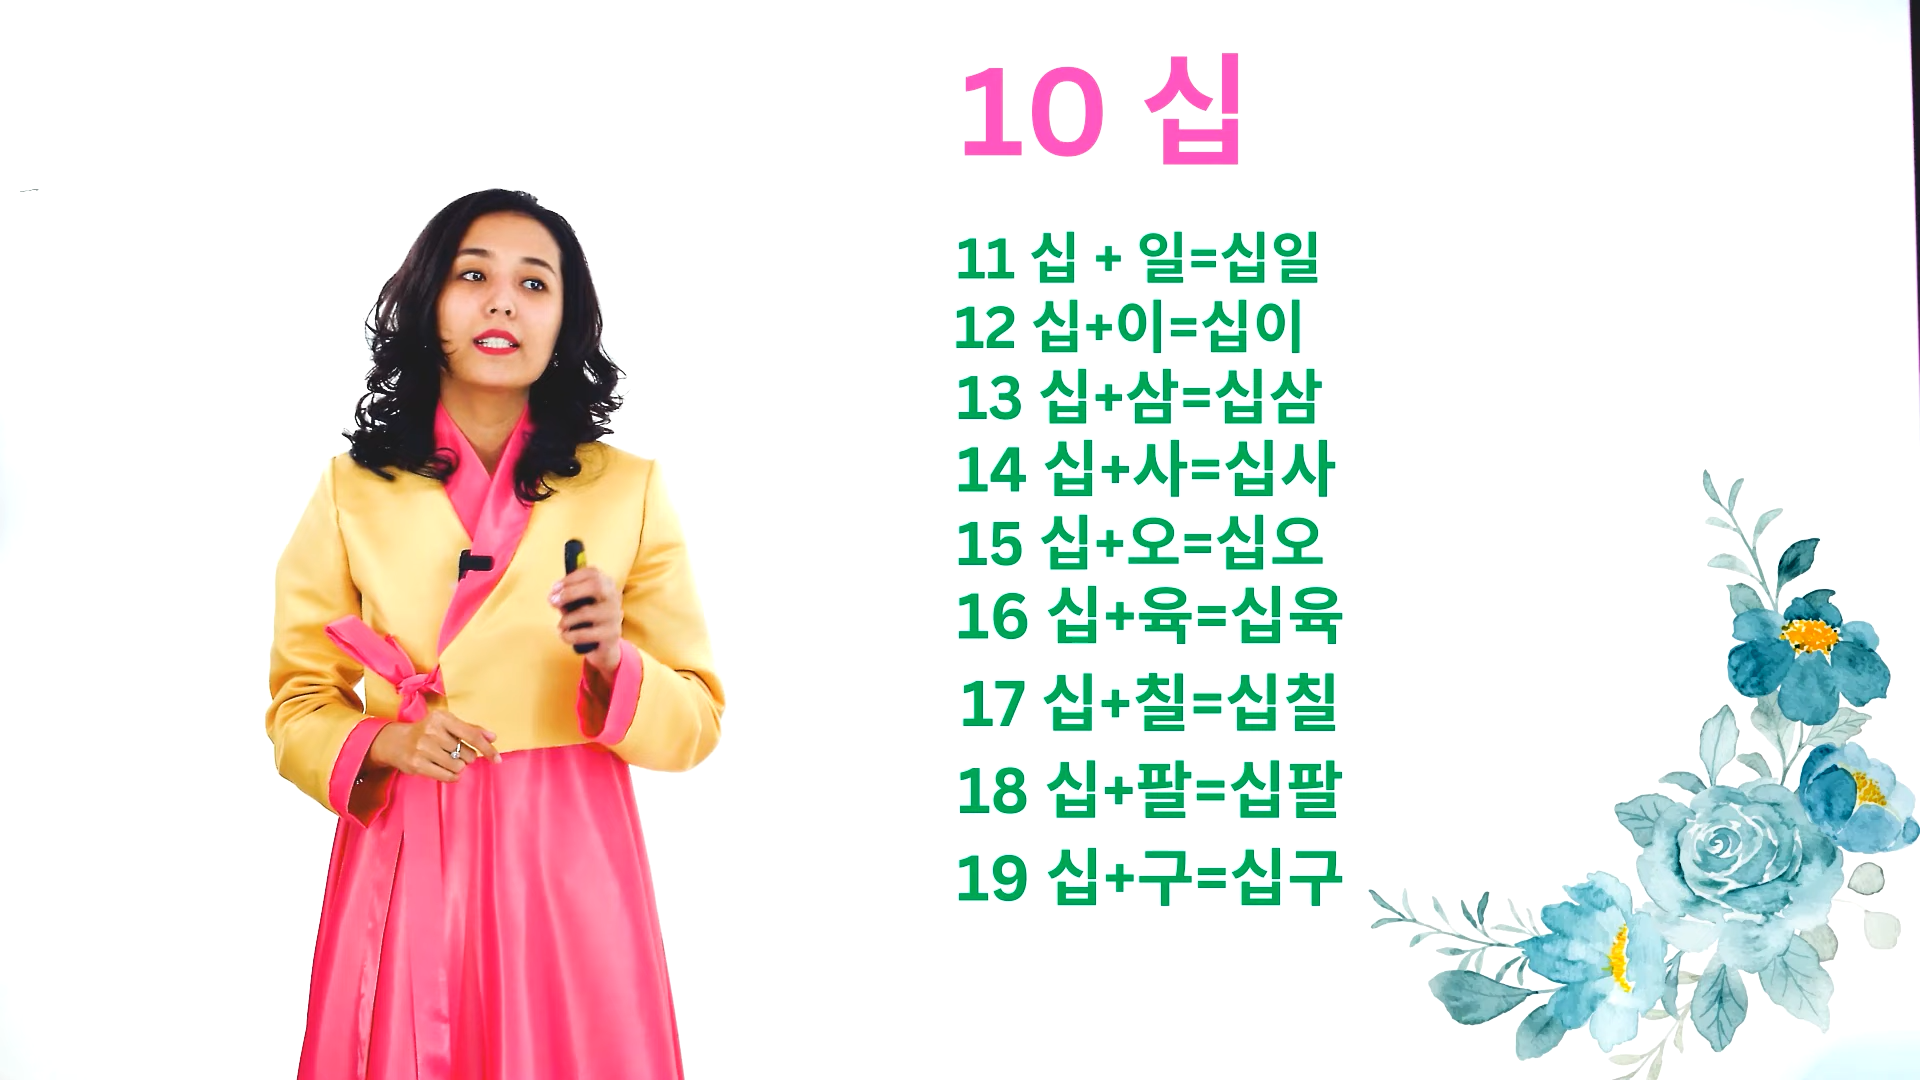 10 십
11 십 + 일=십일
12 십+이=십이
13 십+삼=십삼
14 십+사=십사
15 십+오=십오
16 십+육=십육
17 십+칠=십칠
18 십+팔=십팔
19 십+구=십구